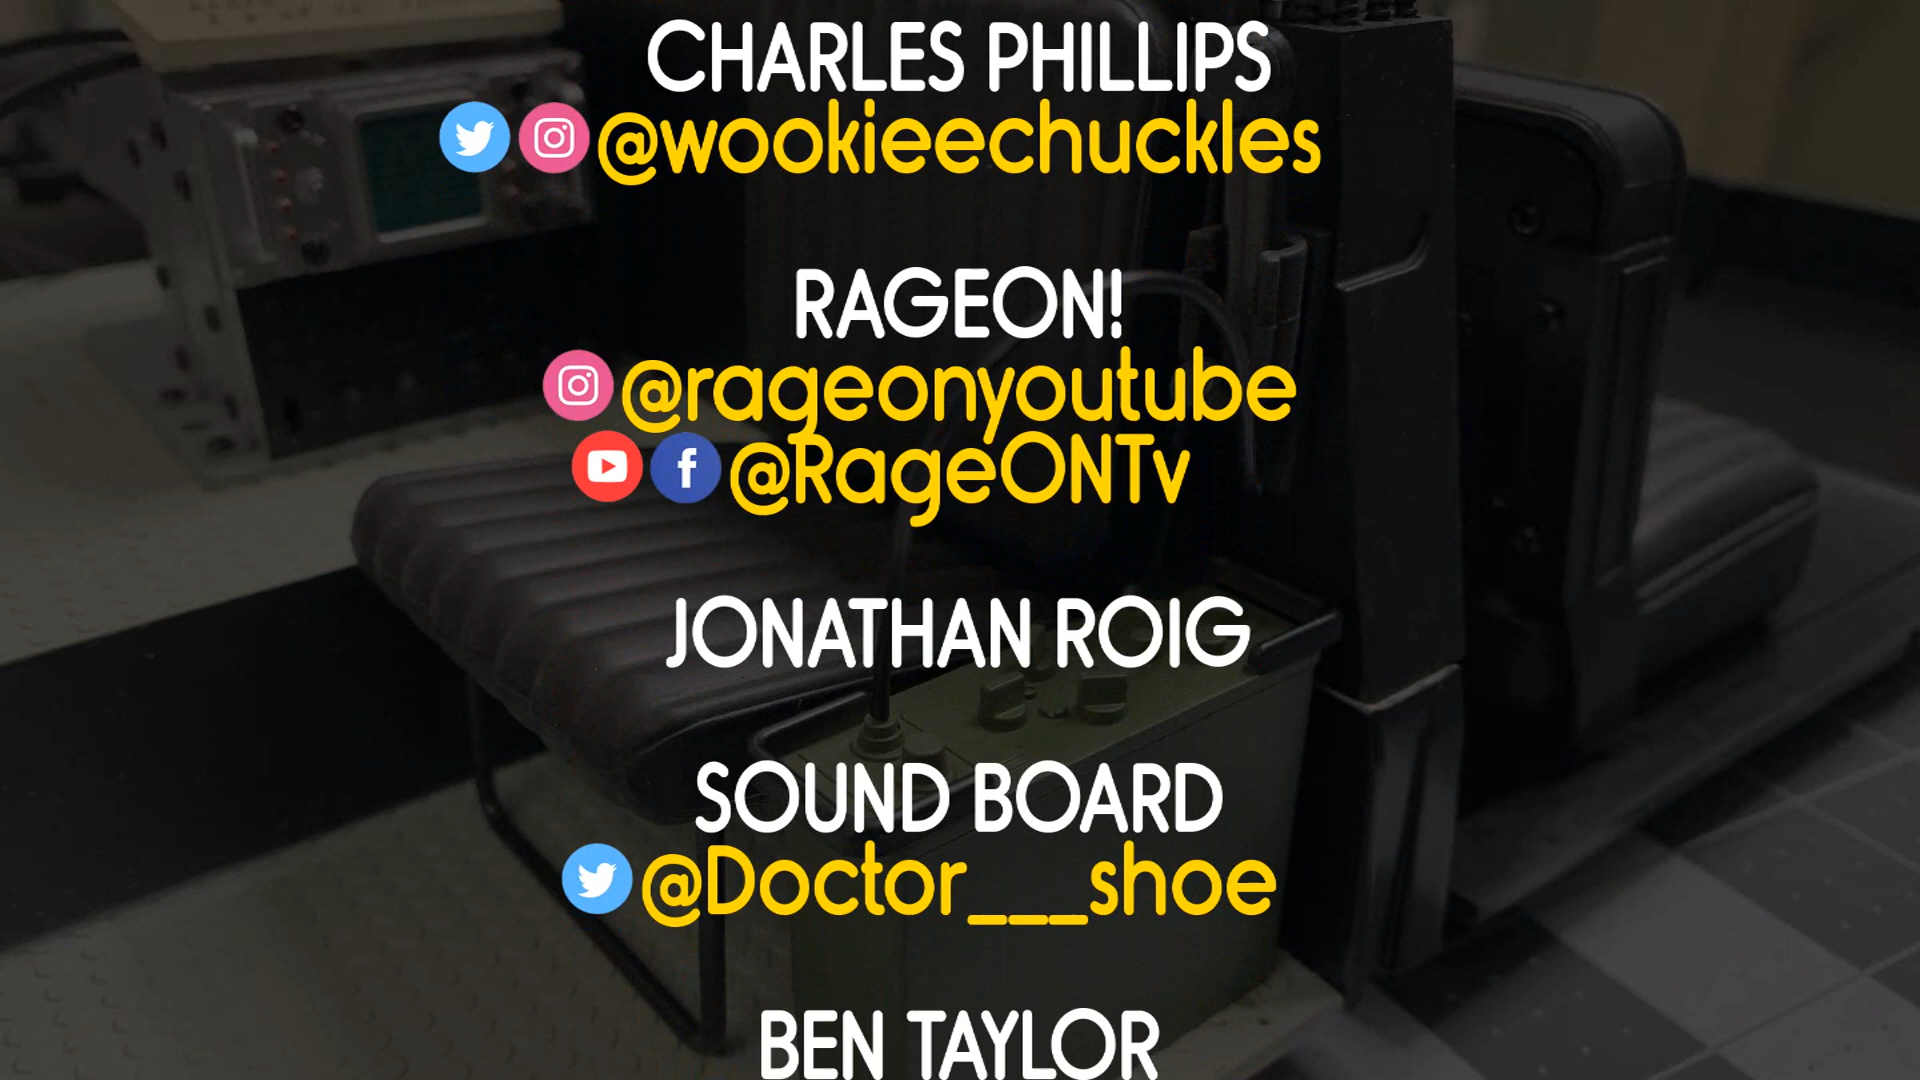 CHARLES PHILLIPS
@wookieechuckles
RAGEON!
@rageonyoutube
@RageONTv
JONATHAN ROIG
SOUND BOARD
@Doctor___shoe
BEN TAYLOR